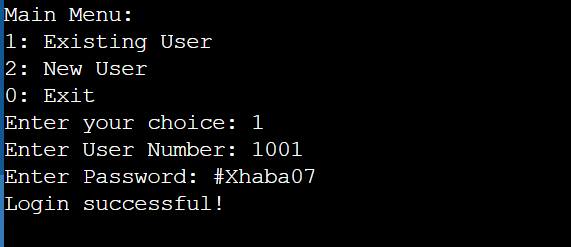 Main Menu:
1: Existing User
2: New User
0: Exit
Enter your choice: 1
Enter User Number: 1001
Enter Password: #Xhaba07
Login successful!